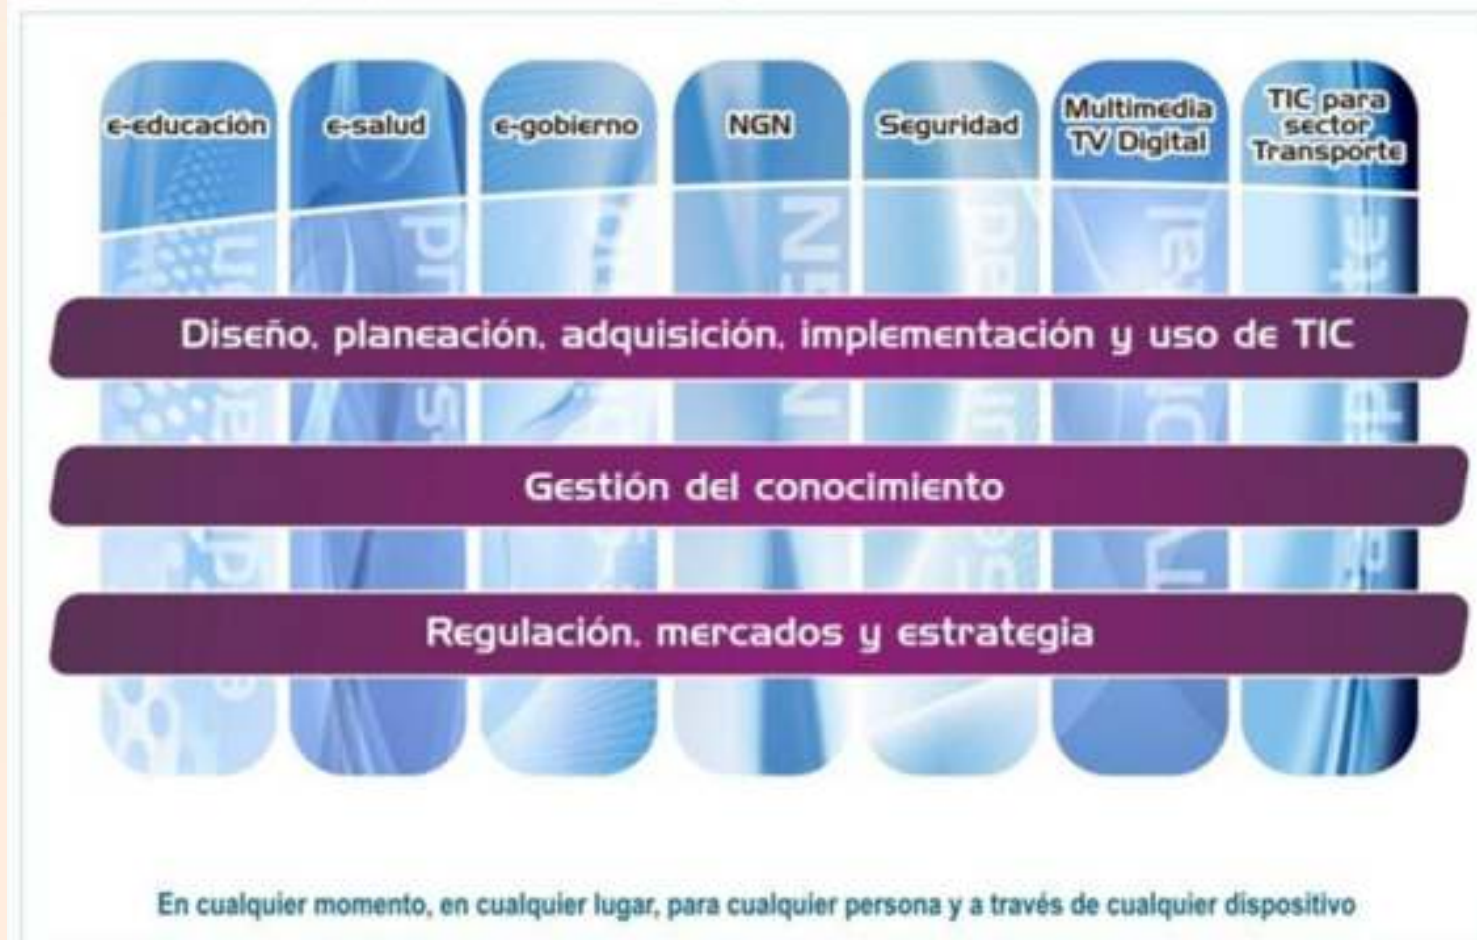 e-educación
e-salud
e-gobierno
NGN
Seguridad
Multimedia
TV Digital
TIC para
sector
Transporte
Diseño, planeación, adquisición, implementación y uso de TIC
Gestión del conocimiento
Regulación, mercados y estrategia
En cualquier momento, en cualquier lugar, para cualquier persona y a través de cualquier dispositivo